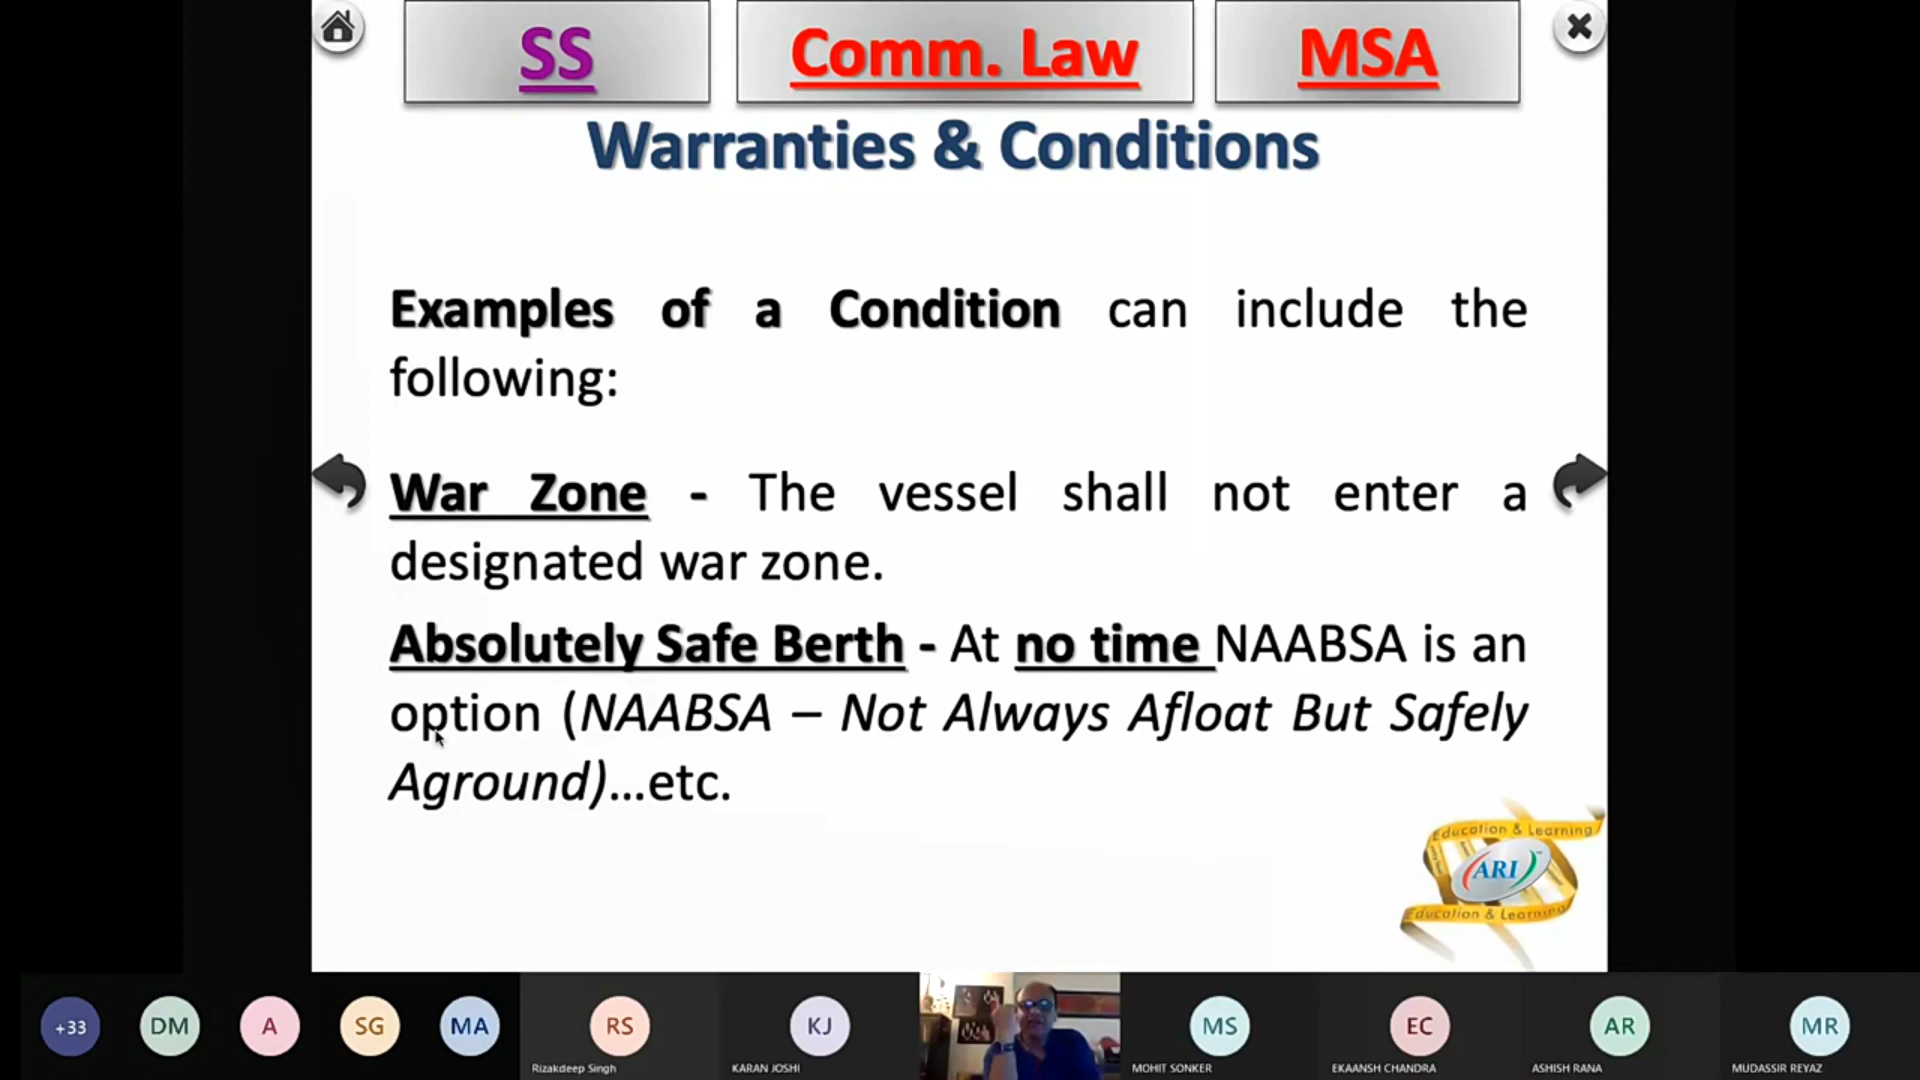 SS
Comm. Law
MSA
Warranties & Conditions
Examples of a Condition can include the
following:
War Zone - The vessel shall not enter a
designated war zone.
Absolutely Safe Berth - At no time NAABSA is an
option (NAABSA – Not Always Afloat But Safely
Aground)...etc.
Education & Learning
ARI
Education & Learning
+33
DM
A
SG
MA
RS
KJ
MS
EC
AR
MR
Rizakdeep Singh
KARAN JOSHI
MOHIT SONKER
EKAANSH CHANDRA
ASHISH RANA
MUDASSIR REYAZ